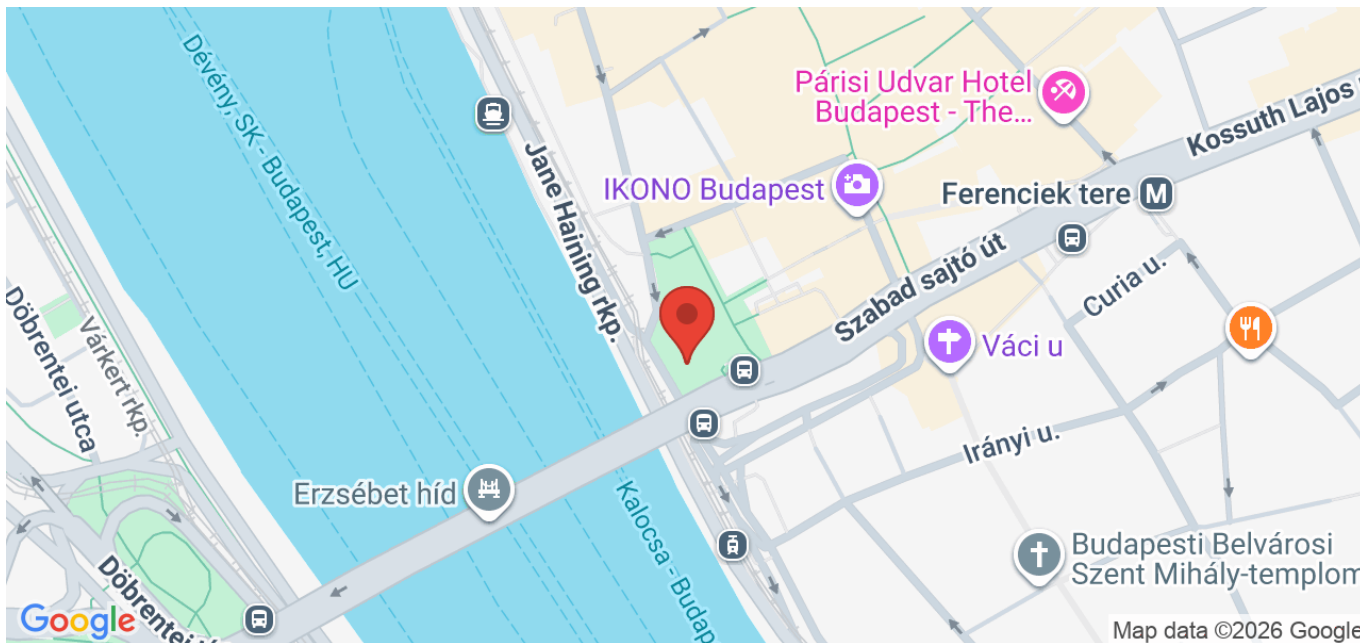 Dévény, SK - Budapest, HU
Párisi Udvar Hotel
Budapest - The...
Kossuth Lajos
Jane Haining rkp.
IKONO Budapest
Ferenciek tere
M
Szabad sajtó út
Curia u.
Döbrentei utca
Várkert rkp.
Váci u
Irányi u.
Erzsébet híd
Kalocsa - Budap
Budapesti Belvárosi
Szent Mihály-templom
Döbrentei
Google
Map data ©2026 Google